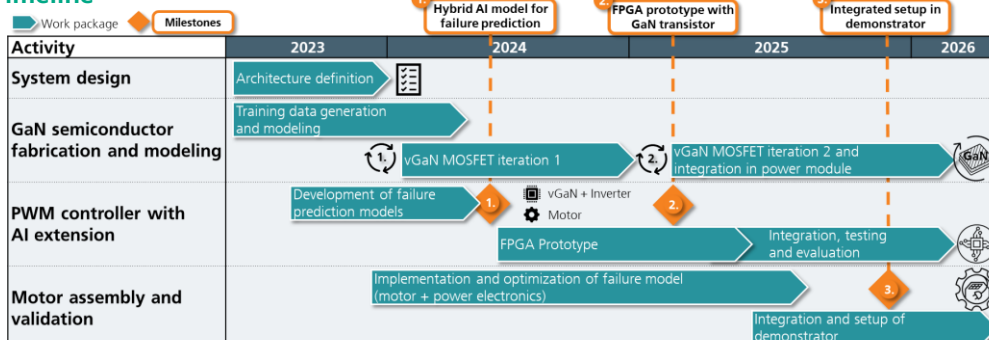 Work package
Milestones
1.
Hybrid AI model for
failure prediction
2.
FPGA prototype with
GaN transistor
3.
Integrated setup in
demonstrator
Activity
2023
2024
2025
2026
System design
Architecture definition
GaN semiconductor
fabrication and modeling
Training data generation
and modeling
1.
vGaN MOSFET iteration 1
2.
vGaN MOSFET iteration 2 and
integration in power module
GaN
PWM controller with
AI extension
Development of failure
prediction models
1.
vGaN + Inverter
Motor
2.
FPGA Prototype
Integration, testing
and evaluation
Motor assembly and
validation
Implementation and optimization of failure model
(motor + power electronics)
3.
Integration and setup of
demonstrator